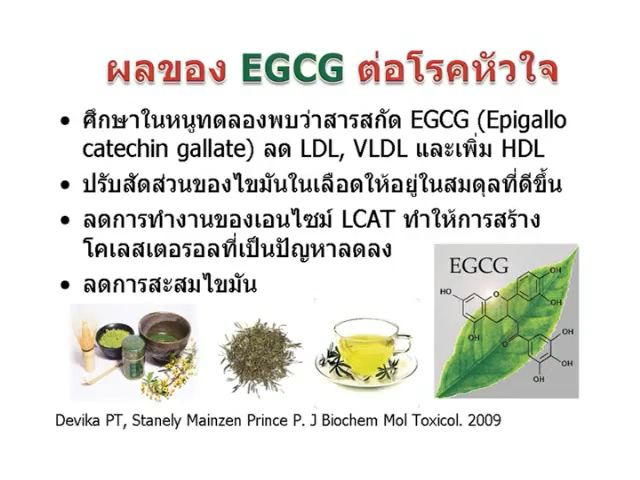 ผลของ EGCG ต่อโรคหัวใจ
• ศึกษาในหนูทดลองพบว่าสารสกัด EGCG (Epigallo
catechin gallate) ลด LDL, VLDL และเพิ่ม HDL
• ปรับสัดส่วนของไขมันในเลือดให้อยู่ในสมดุลที่ดีขึ้น
• ลดการทำงานของเอนไซม์ LCAT ทำให้การสร้าง
โคเลสเตอรอลที่เป็นปัญหาลดลง
• ลดการสะสมไขมัน
EGCG
OH
OH
HO
O
OH
O
OH
OH
OH
OH
Devika PT, Stanely Mainzen Prince P. J Biochem Mol Toxicol. 2009